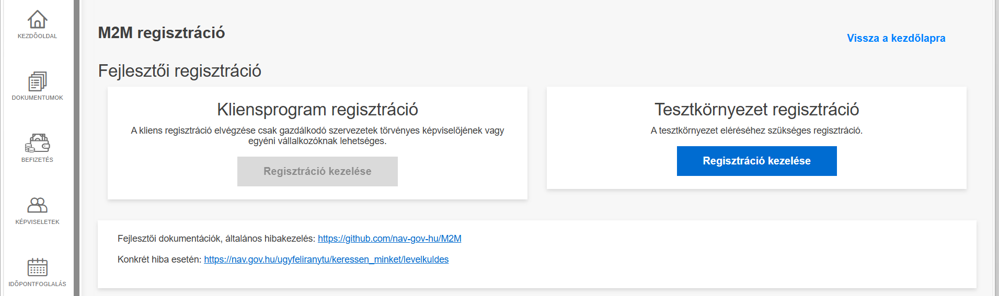 KEZDŐOLDAL
DOKUMENTUMOK
BEFIZETÉS
KÉPVISELETEK
IDŐPONTFOGLALÁS
M2M regisztráció
Vissza a kezdőlapra
Fejlesztői regisztráció
Kliensprogram regisztráció
A kliens regisztráció elvégzése csak gazdálkodó szervezetek törvényes képviselőjének vagy
egyéni vállalkozóknak lehetséges.
Regisztráció kezelése
Tesztkörnyezet regisztráció
A tesztkörnyezet eléréséhez szükséges regisztráció.
Regisztráció kezelése
Fejlesztői dokumentációk, általános hibakezelés: https://github.com/nav-gov-hu/M2M
Konkrét hiba esetén: https://nav.gov.hu/ugyfeliranytu/keressen_minket/levelkuldes